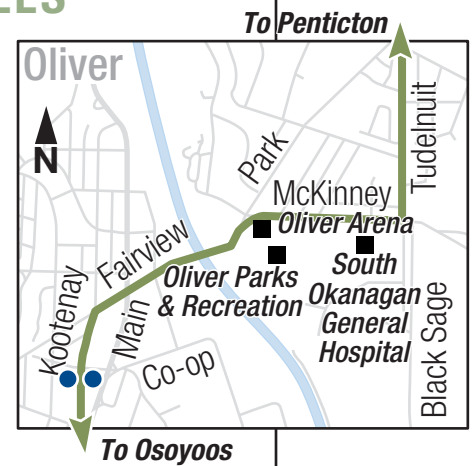 LEES
To Penticton
Oliver
N
Park
Tudelnuit
McKinney
Oliver Arena
Fairview
Oliver Parks
& Recreation
South
Okanagan
General
Hospital
Kootenay
Main
Co-op
Black Sage
To Osoyoos